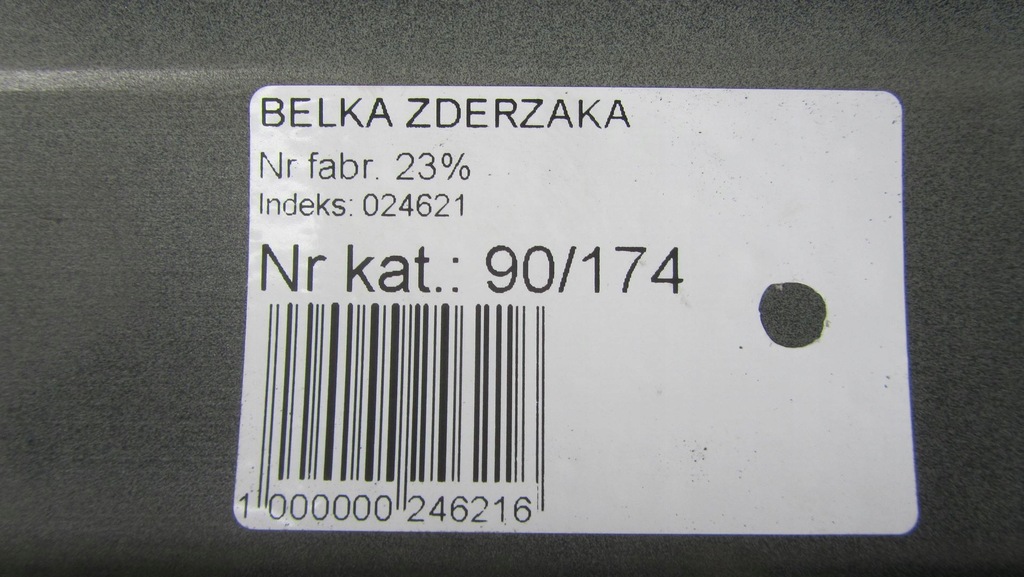 BELKA ZDERZAKA
Nr fabr. 23%
Indeks: 024621
Nr kat.: 90/174
1 000000 246216